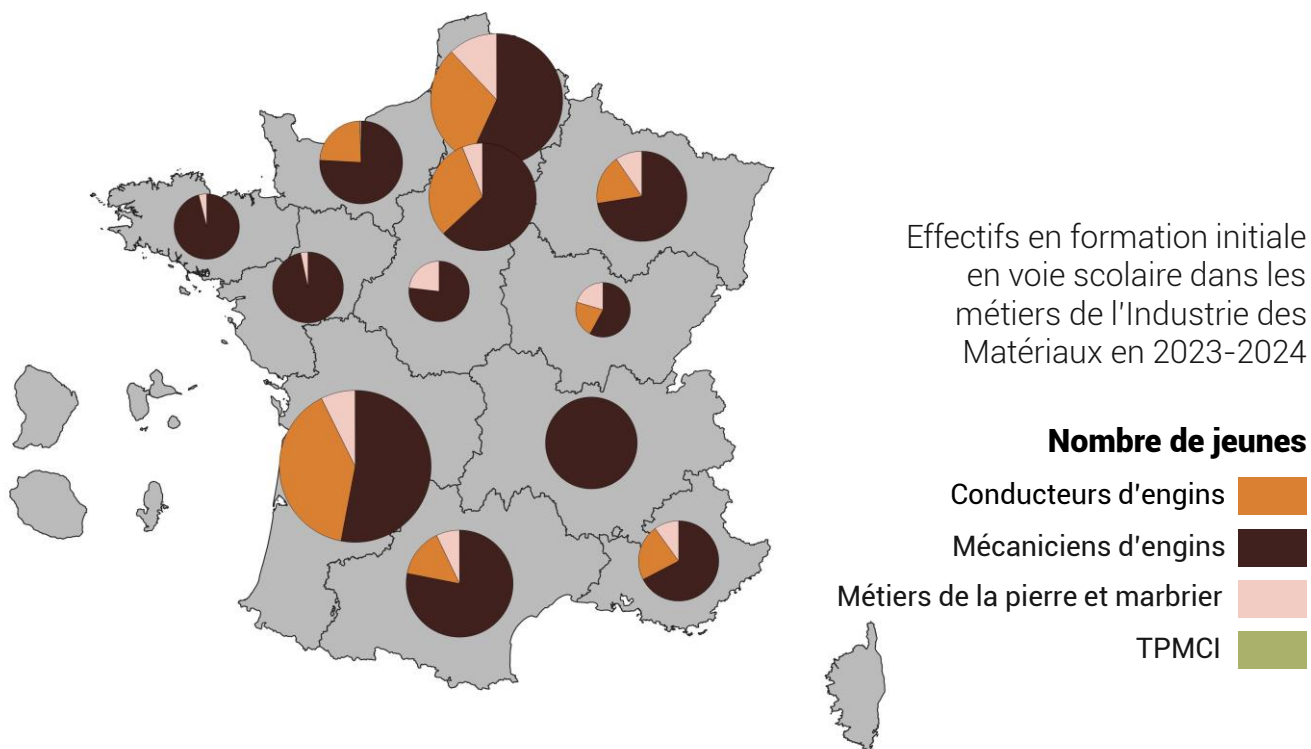 Effectifs en formation initiale
en voie scolaire dans les
métiers de l'Industrie des
Matériaux en 2023-2024
Nombre de jeunes
Conducteurs d'engins
Mécaniciens d'engins
Métiers de la pierre et marbrier
TPMCI